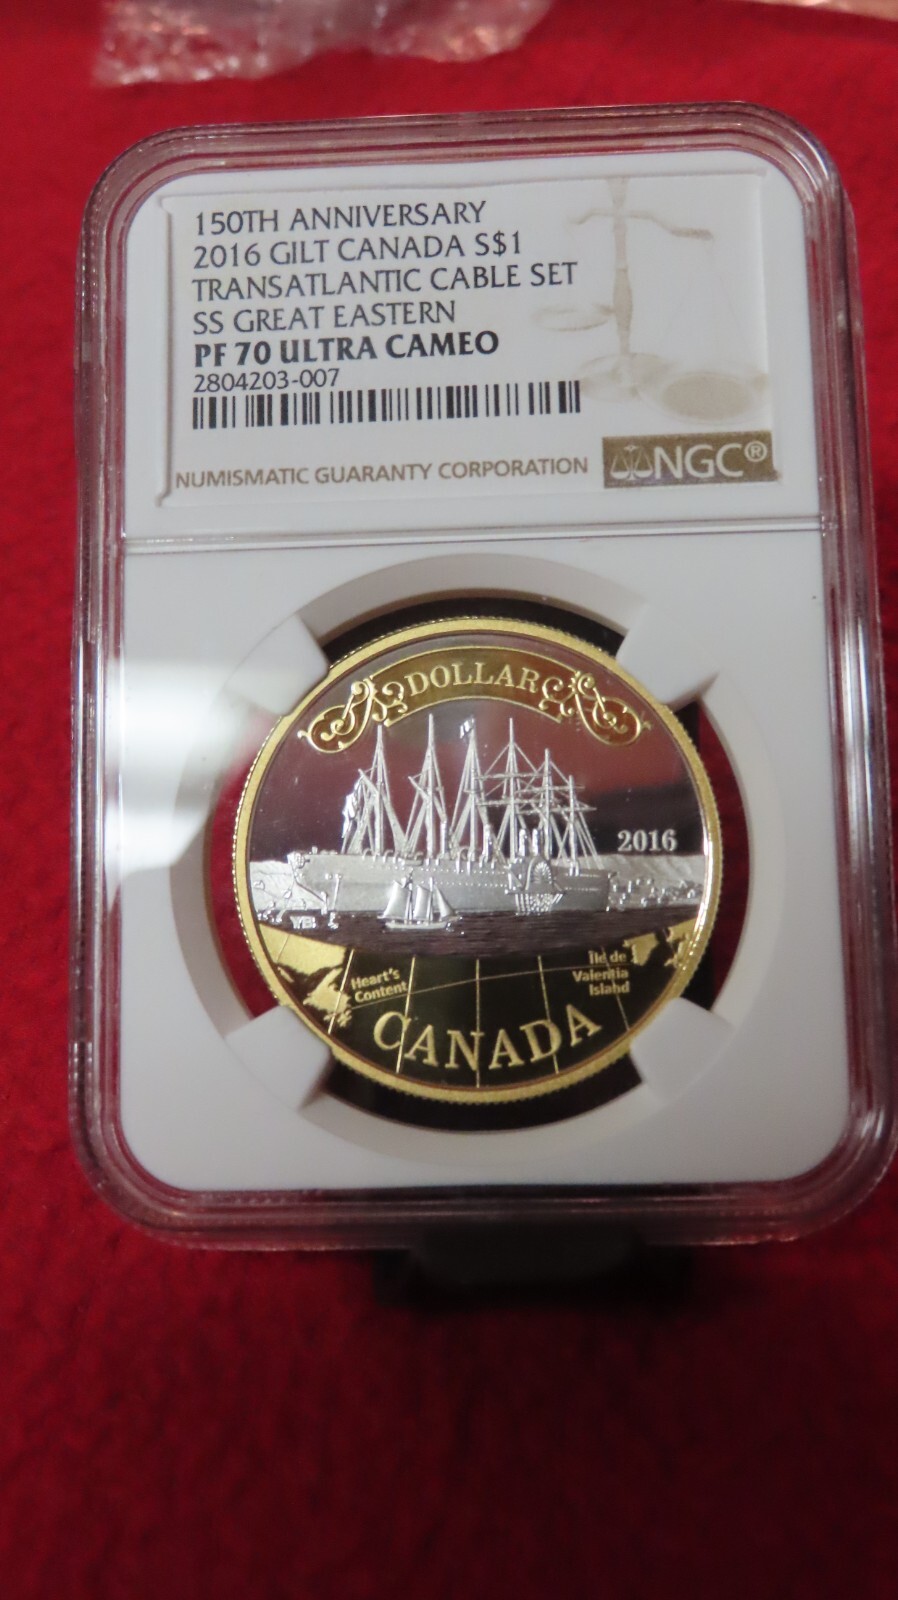 150TH ANNIVERSARY
2016 GILT CANADA S$1
TRANSATLANTIC CABLE SET
SS GREAT EASTERN
PF 70 ULTRA CAMEO
2804203-007
NUMISMATIC GUARANTY CORPORATION
NGC®
DOLLAR
2016
YB
Heart's
Content
Île de
Valentia
Island
CANADA